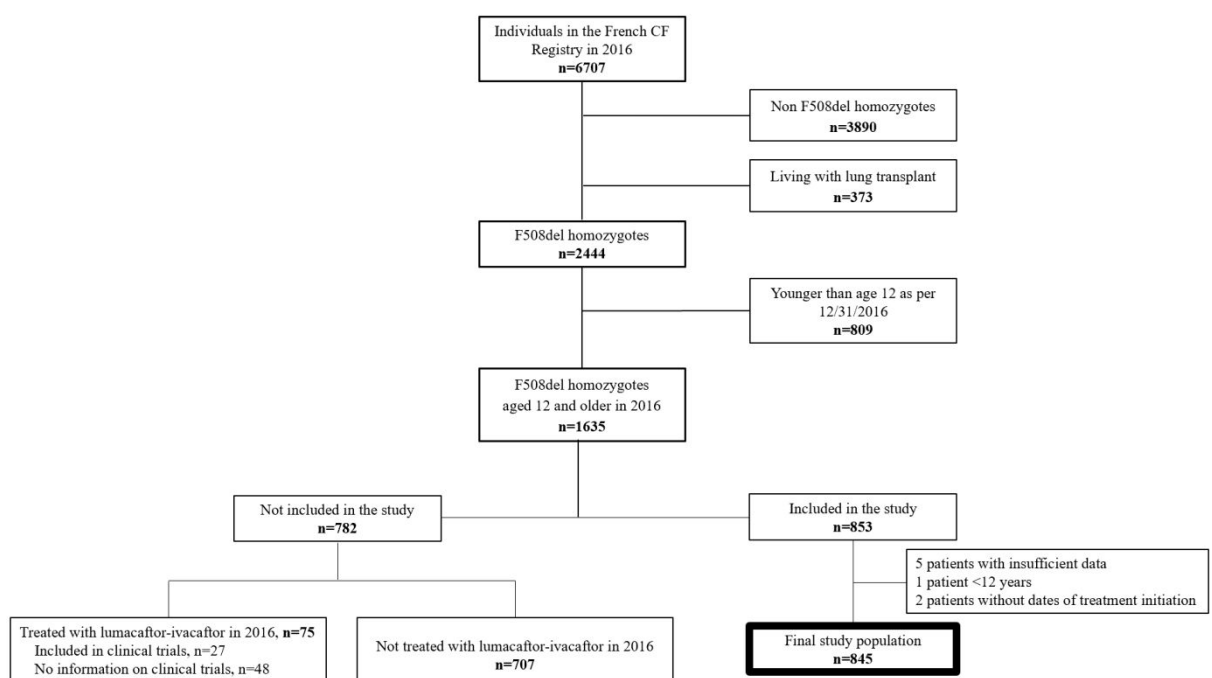 Individuals in the French CF
Registry in 2016
n=6707
Non F508del homozygotes
n=3890
Living with lung transplant
n=373
F508del homozygotes
n=2444
Younger than age 12 as per
12/31/2016
n=809
F508del homozygotes
aged 12 and older in 2016
n=1635
Not included in the study
n=782
Included in the study
n=853
5 patients with insufficient data
1 patient <12 years
2 patients without dates of treatment initiation
Treated with lumacaftor-ivacaftor in 2016, n=75
Included in clinical trials, n=27
No information on clinical trials, n=48
Not treated with lumacaftor-ivacaftor in 2016
n=707
Final study population
n=845